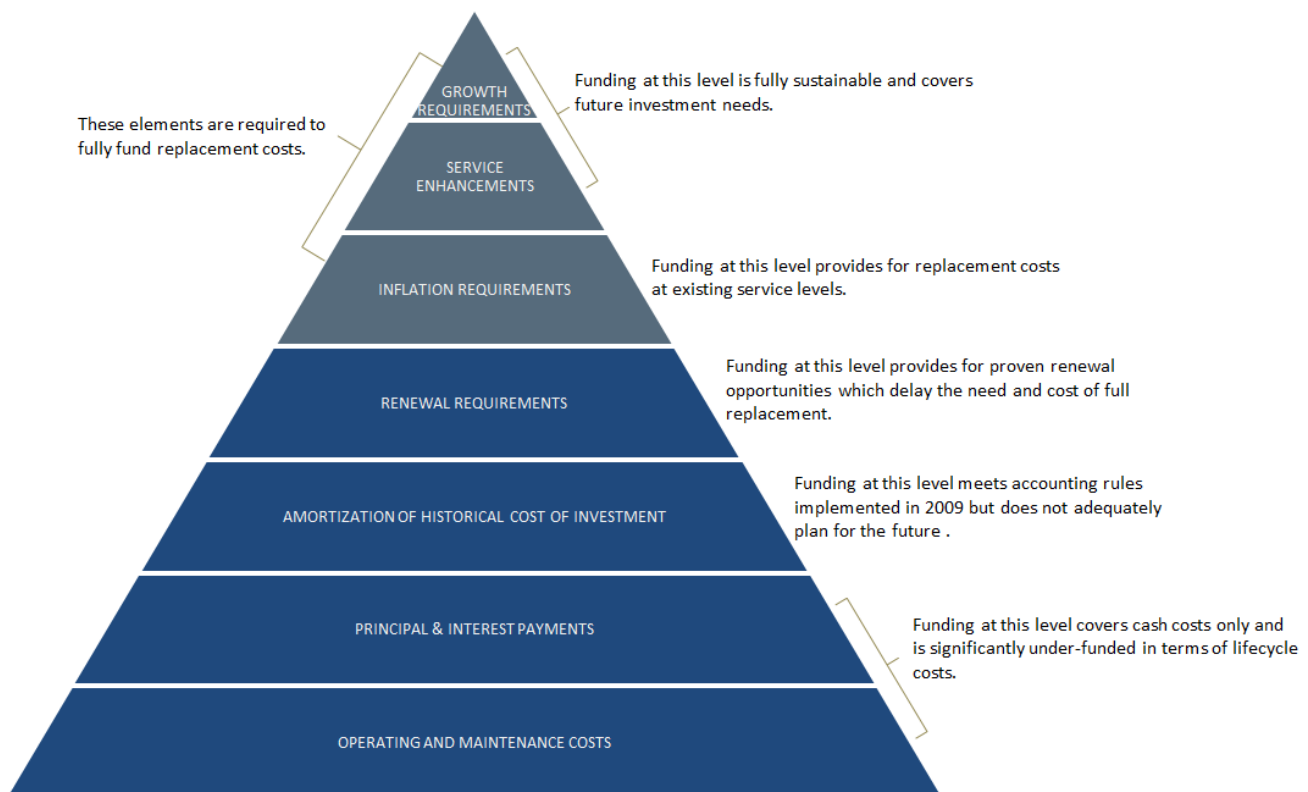 GROWTH
REQUIREMENTS
Funding at this level is fully sustainable and covers
future investment needs.
These elements are required to
fully fund replacement costs.
SERVICE
ENHANCEMENTS
INFLATION REQUIREMENTS
Funding at this level provides for replacement costs
at existing service levels.
RENEWAL REQUIREMENTS
Funding at this level provides for proven renewal
opportunities which delay the need and cost of full
replacement.
AMORTIZATION OF HISTORICAL COST OF INVESTMENT
Funding at this level meets accounting rules
implemented in 2009 but does not adequately
plan for the future .
PRINCIPAL & INTEREST PAYMENTS
Funding at this level covers cash costs only and
is significantly under-funded in terms of lifecycle
costs.
OPERATING AND MAINTENANCE COSTS